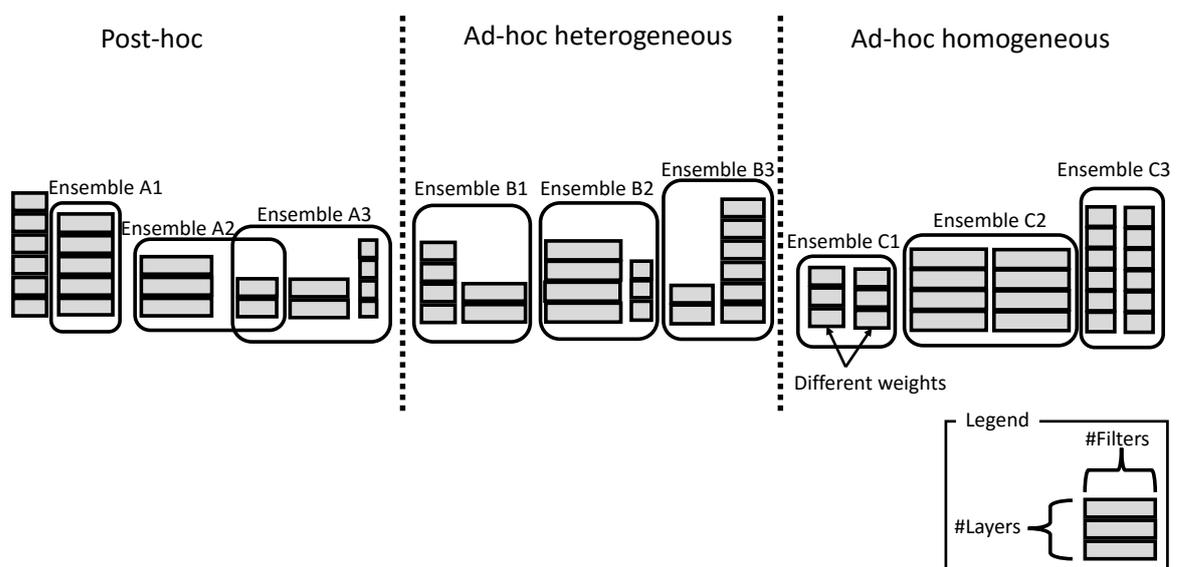 Post-hoc
Ad-hoc heterogeneous
Ad-hoc homogeneous
Ensemble A1
Ensemble A2
Ensemble A3
Ensemble B1
Ensemble B2
Ensemble B3
Ensemble C1
Ensemble C2
Ensemble C3
Different weights
Legend
#Filters
#Layers